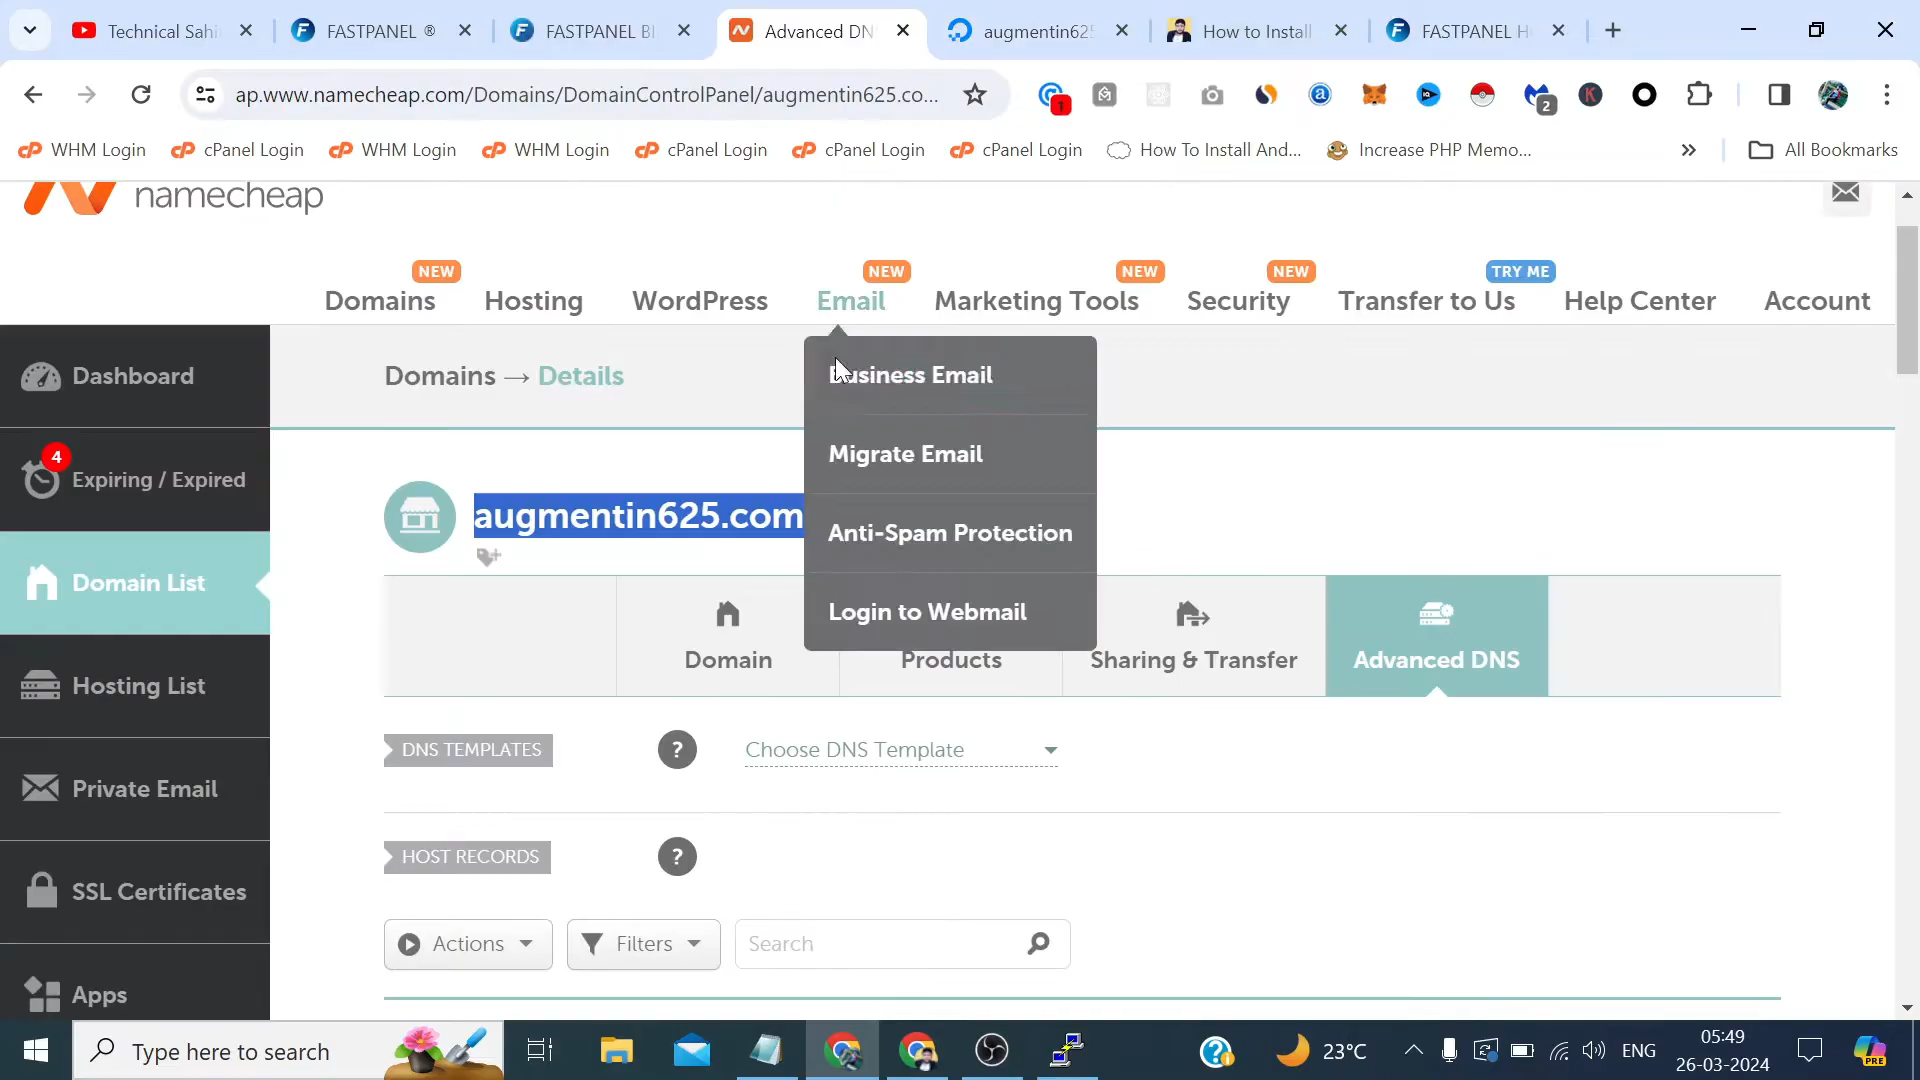 Technical Sahi
FASTPANEL ®
FASTPANEL
Advanced DN
augmentin625
How to Install
FASTPANEL
ap.www.namecheap.com/Domains/DomainControlPanel/augmentin625.co...
1
2
WHM Login
cPanel Login
WHM Login
WHM Login
cPanel Login
cPanel Login
cPanel Login
How To Install And...
Increase PHP Memo...
»
All Bookmarks
namecheap
NEW
NEW
NEW
NEW
TRY ME
Domains
Hosting
WordPress
Email
Marketing Tools
Security
Transfer to Us
Help Center
Account
Dashboard
4
Expiring / Expired
Domain List
Hosting List
Private Email
SSL Certificates
Apps
Domains → Details
Business Email
Migrate Email
Anti-Spam Protection
Login to Webmail
augmentin625.com
Domain
Products
Sharing & Transfer
Advanced DNS
DNS TEMPLATES
?
Choose DNS Template
HOST RECORDS
?
Actions
Filters
Search
Type here to search
23°C
ENG
05:49
26-03-2024
PRE